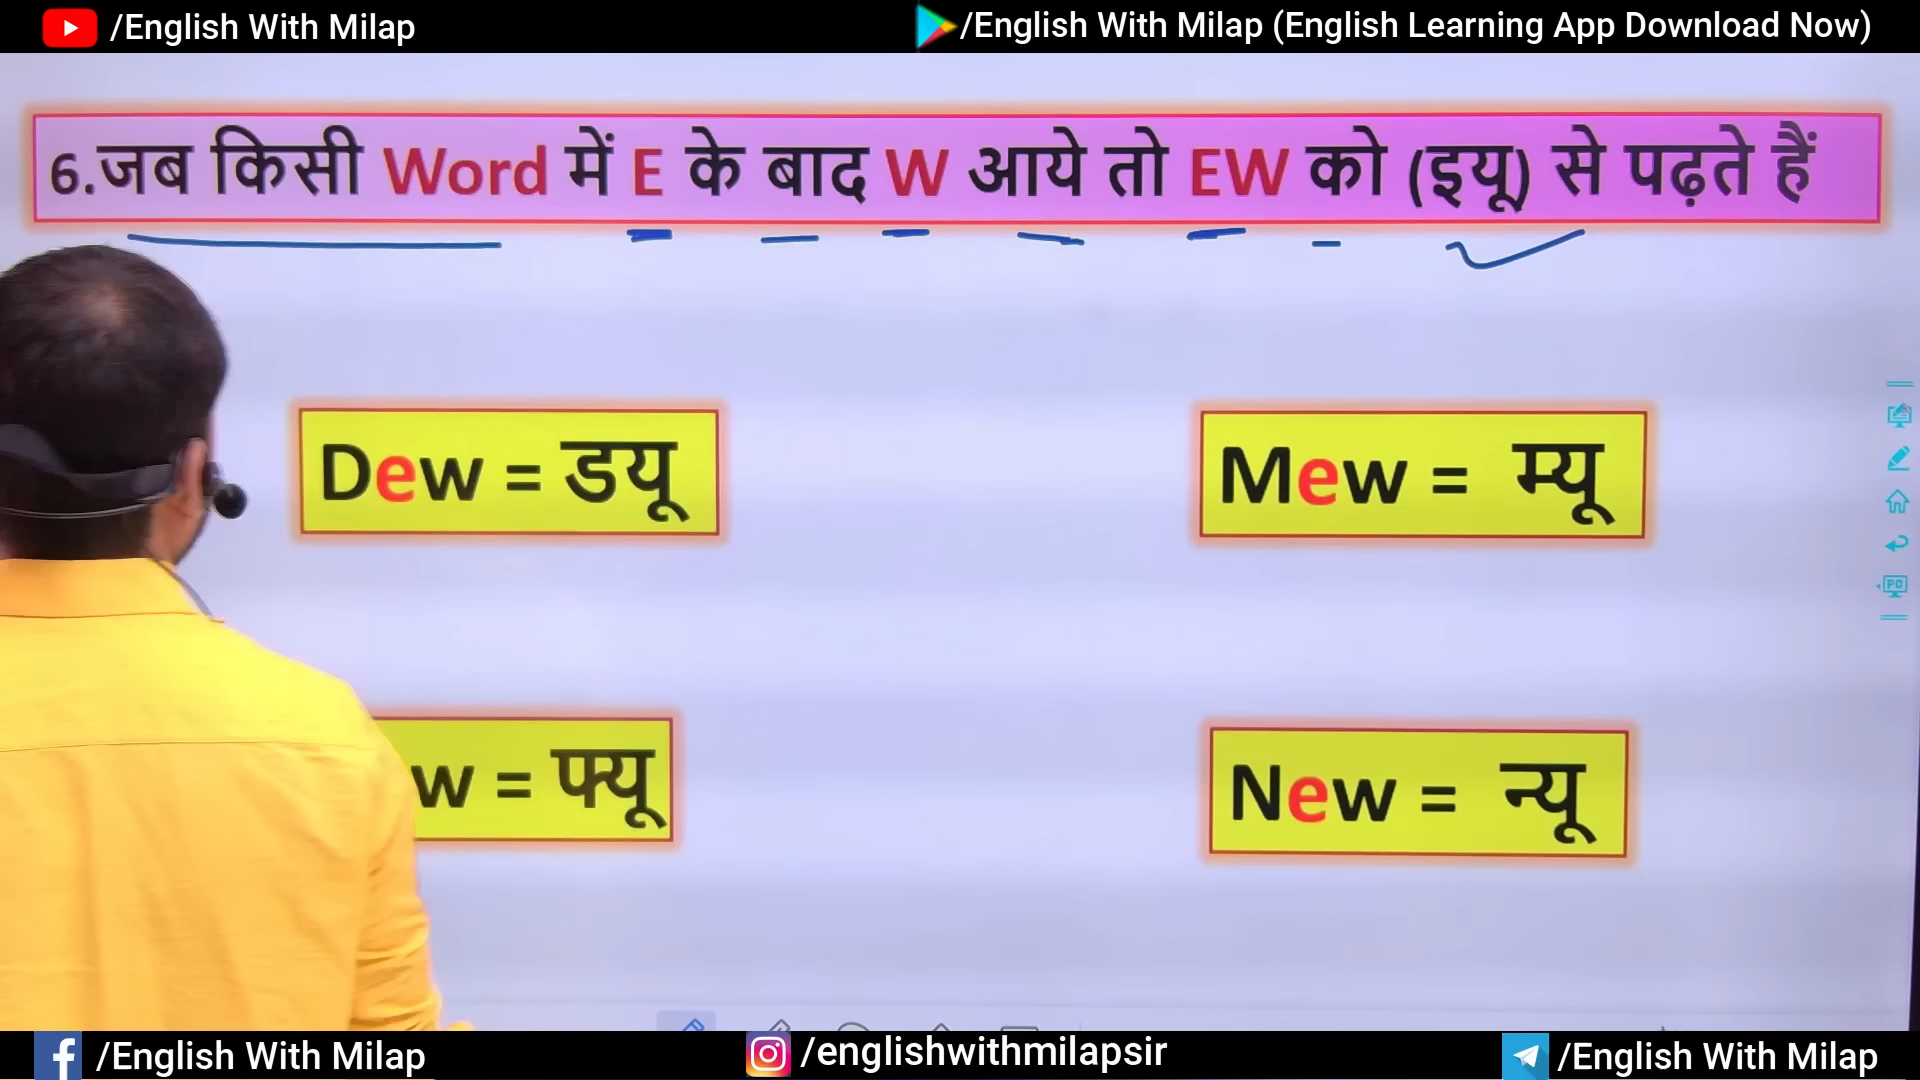 /English With Milap
/English With Milap (English Learning App Download Now)
6.जब किसी Word में E के बाद W आये तो EW को (इयू) से पढ़ते हैं
Dew = डयू
Mew = म्यू
w = फ्यू
New = न्यू
PC
/English With Milap
/englishwithmilapsir
/English With Milap